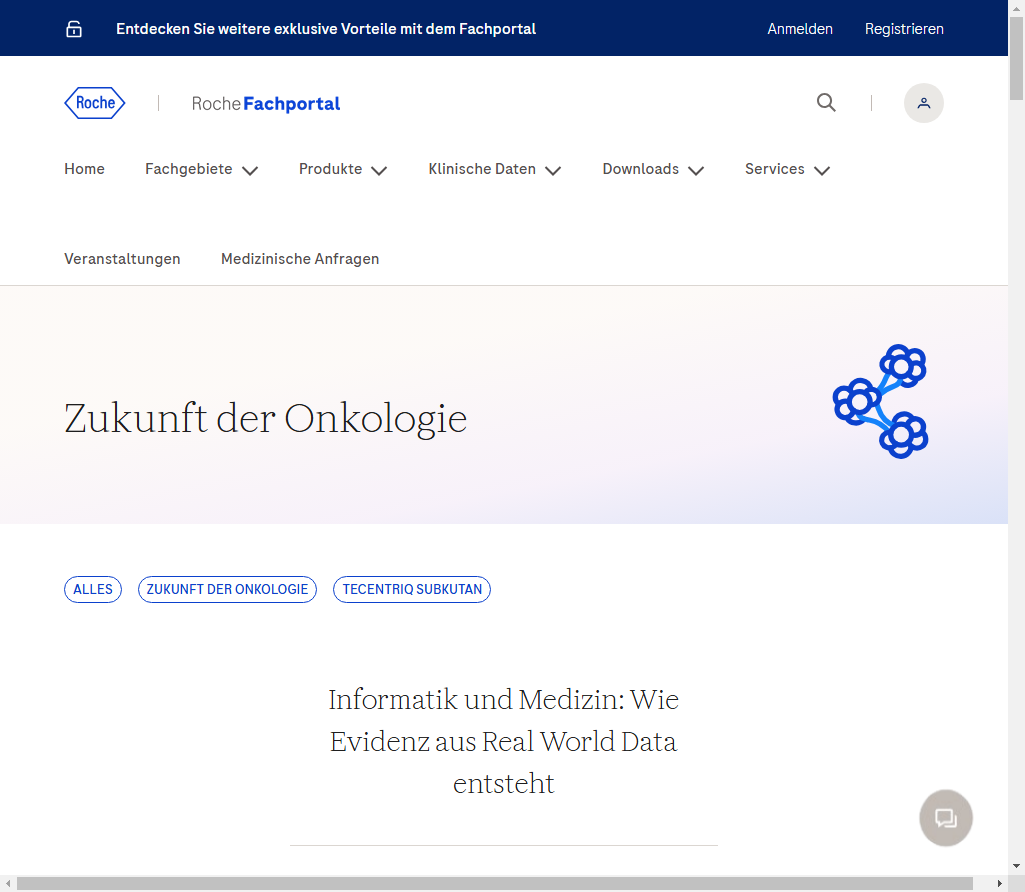 Entdecken Sie weitere exklusive Vorteile mit dem Fachportal
Anmelden
Registrieren
Roche
Roche Fachportal
Home
Fachgebiete
Produkte
Klinische Daten
Downloads
Services
Veranstaltungen
Medizinische Anfragen
Zukunft der Onkologie
ALLES
ZUKUNFT DER ONKOLOGIE
TECENTRIQ SUBKUTAN
Informatik und Medizin: Wie
Evidenz aus Real World Data
entsteht